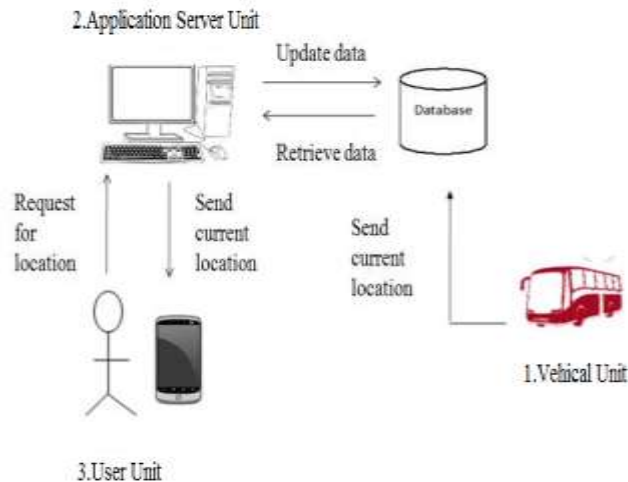 2.Application Server Unit
Update data
Database
Retrieve data
Request
for
location
Send
current
location
Send
current
location
1.Vehical Unit
3.User Unit